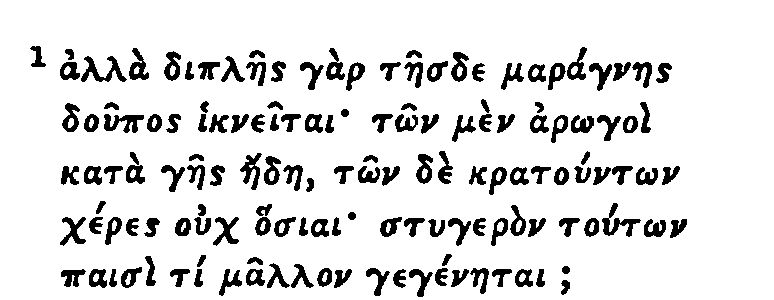 1 ἀλλὰ διπλῆς γὰρ τῆσδε μαράγνης
δοῦπος ἱκνεῖται· τῶν μὲν ἀρωγοὶ
κατὰ γῆς ἤδη, τῶν δὲ κρατούντων
χέρες οὐχ ὅσιαι· στυγερὸν τούτων
παισὶ τί μᾶλλον γεγένηται ;